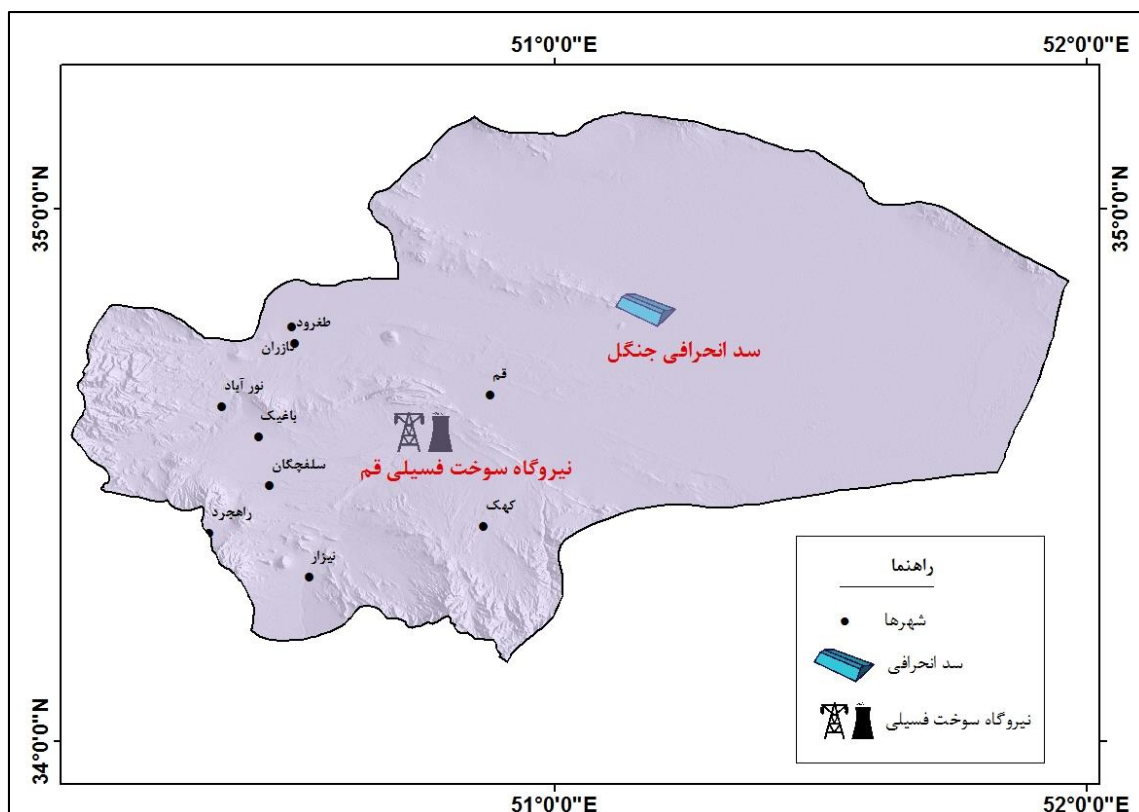 51°0'0"E
52°0'0"E
35°0'0"N
35°0'0"N
طغرود
کازران
سد انحرافی جنگل
قم
نور آباد
باغیک
نیروگاه سوخت فسیلی قم
سلفچگان
کهک
راهجرد
نیزار
راهنما
شهرها
سد انحرافی
نیروگاه سوخت فسیلی
34°0'0"N
51°0'0"E
52°0'0"E